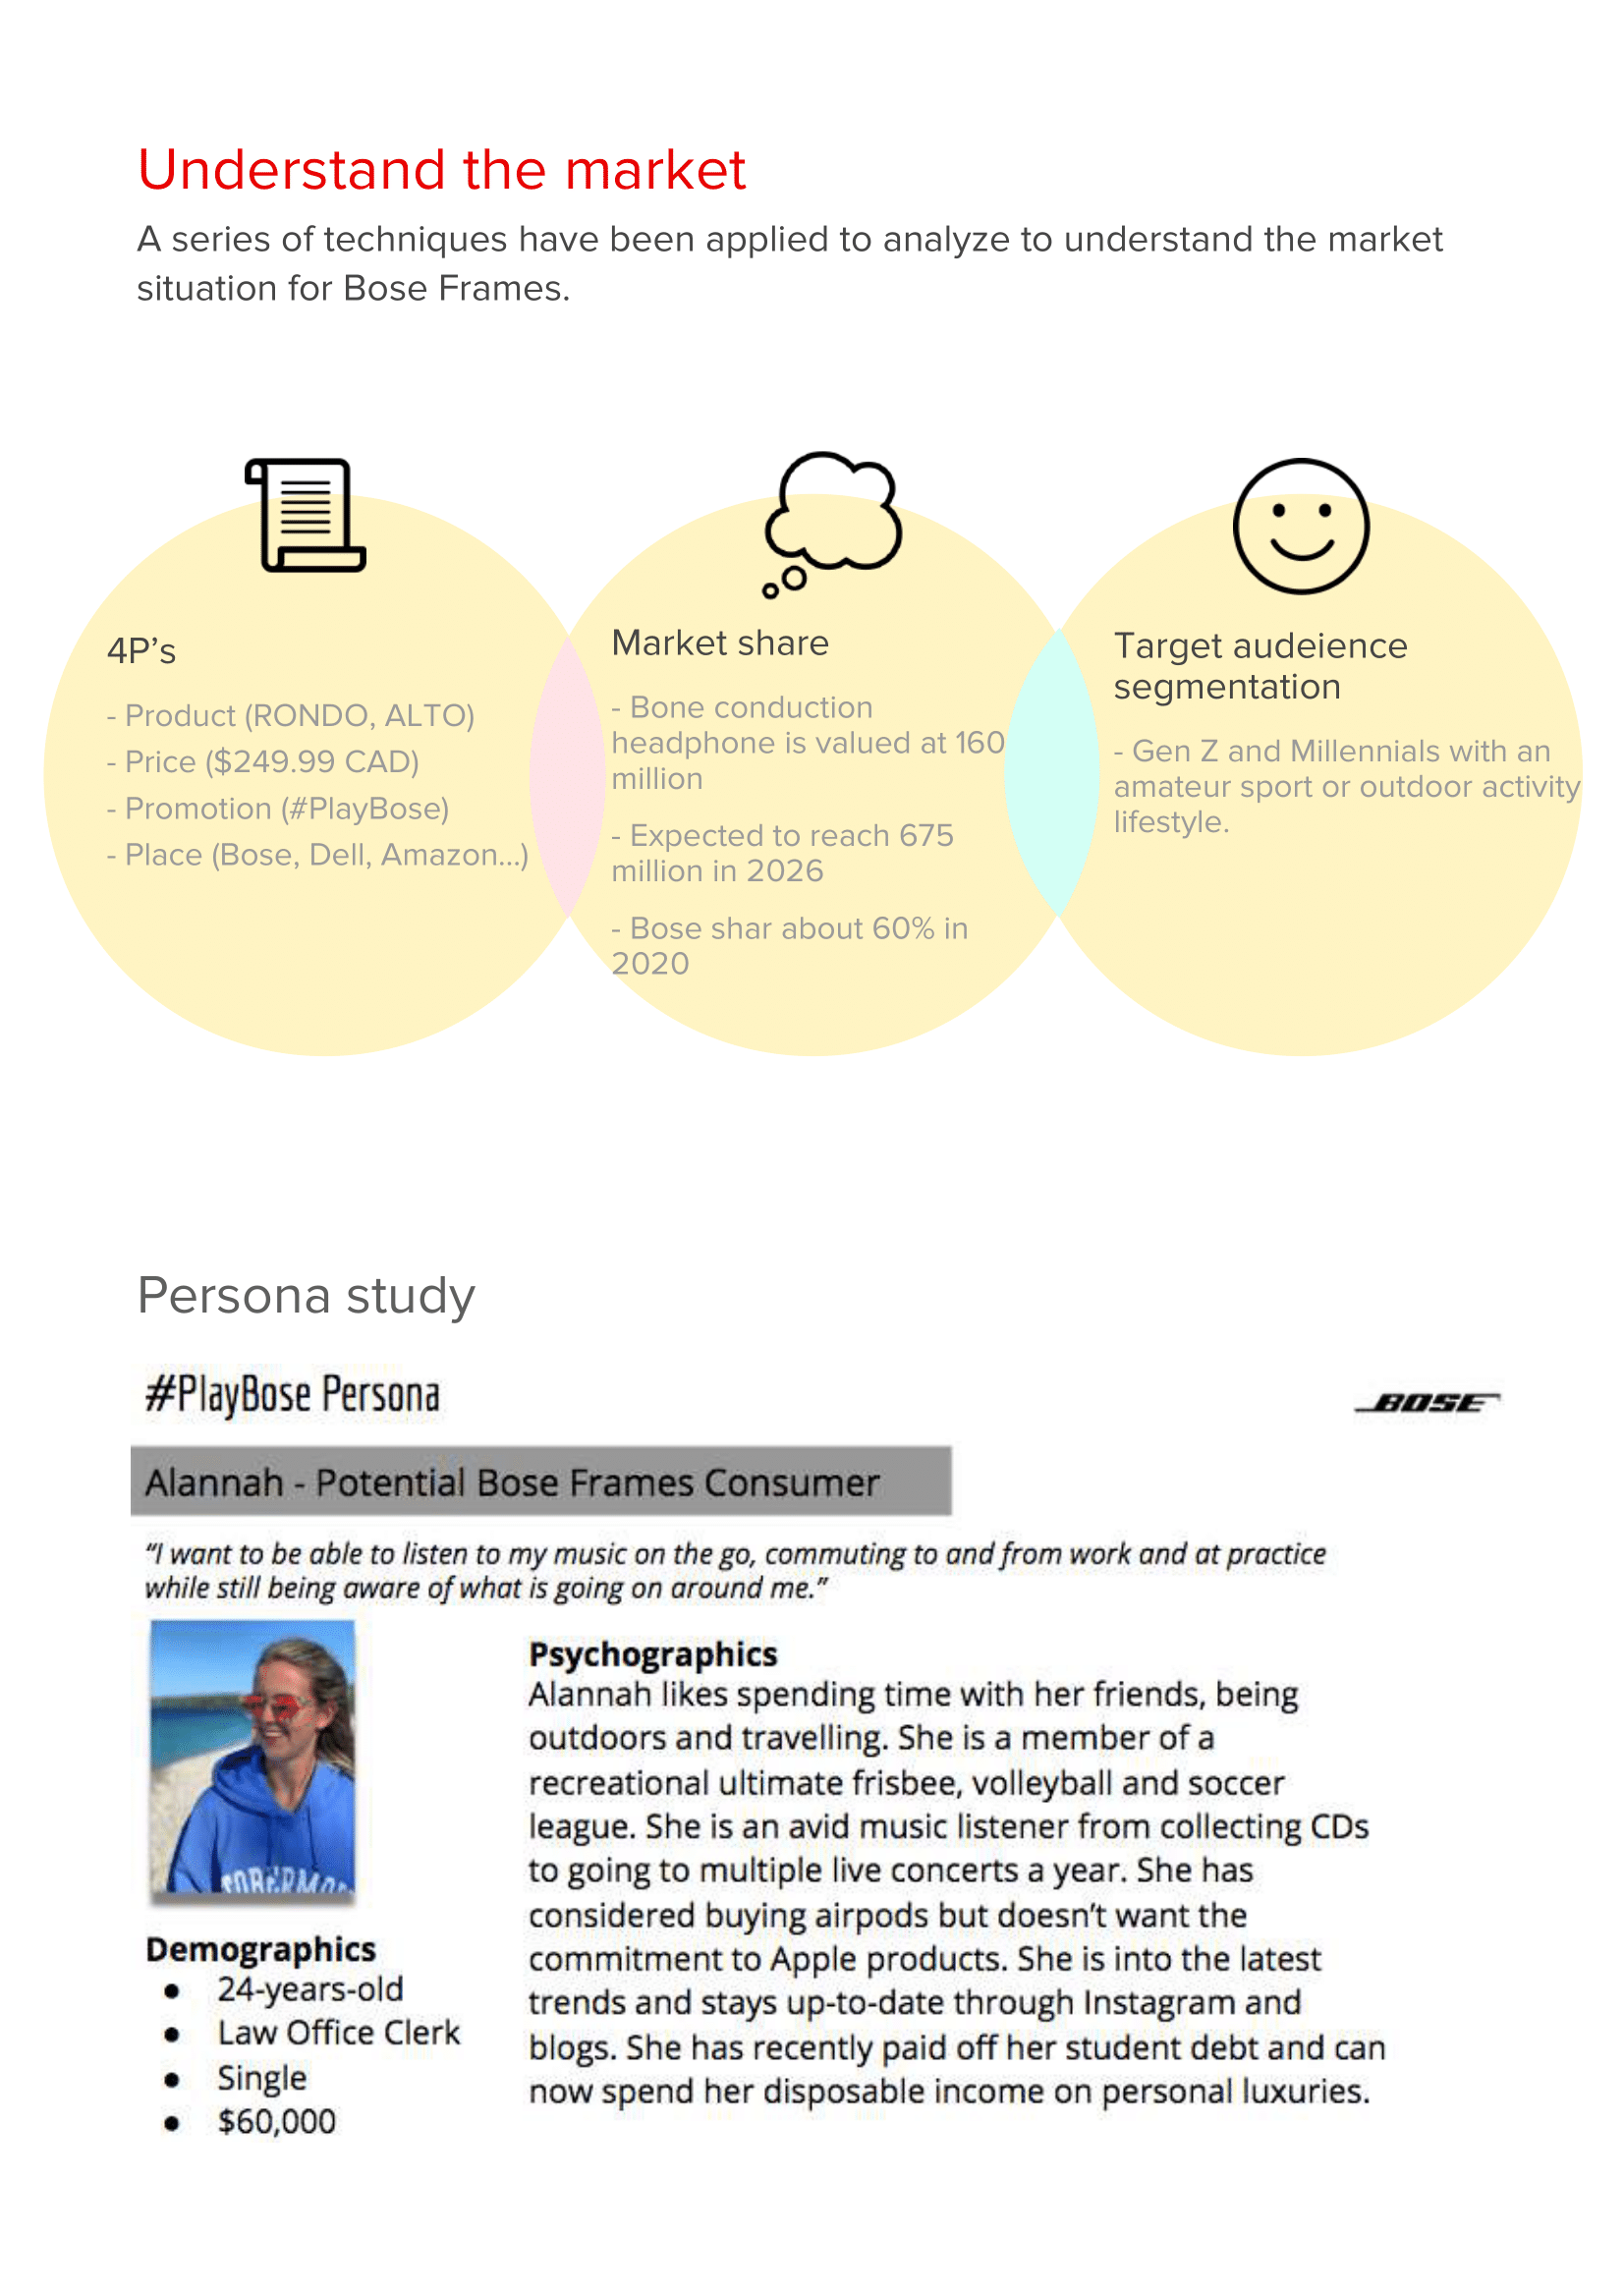 Understand the market
A series of techniques have been applied to analyze to understand the market
situation for Bose Frames.
4P’s
- Product (RONDO, ALTO)
- Price ($249.99 CAD)
- Promotion (#PlayBose)
- Place (Bose, Dell, Amazon...)
Market share
- Bone conduction
headphone is valued at 160
million
- Expected to reach 675
million in 2026
- Bose shar about 60% in
2020
Target audeience
segmentation
- Gen Z and Millennials with an
amateur sport or outdoor activity
lifestyle.
Persona study
#PlayBose Persona
BOSE
Alannah - Potential Bose Frames Consumer
“I want to be able to listen to my music on the go, commuting to and from work and at practice
while still being aware of what is going on around me.”
Demographics
● 24-years-old
● Law Office Clerk
● Single
● $60,000
Psychographics
Alannah likes spending time with her friends, being
outdoors and travelling. She is a member of a
recreational ultimate frisbee, volleyball and soccer
league. She is an avid music listener from collecting CDs
to going to multiple live concerts a year. She has
considered buying airpods but doesn’t want the
commitment to Apple products. She is into the latest
trends and stays up-to-date through Instagram and
blogs. She has recently paid off her student debt and can
now spend her disposable income on personal luxuries.